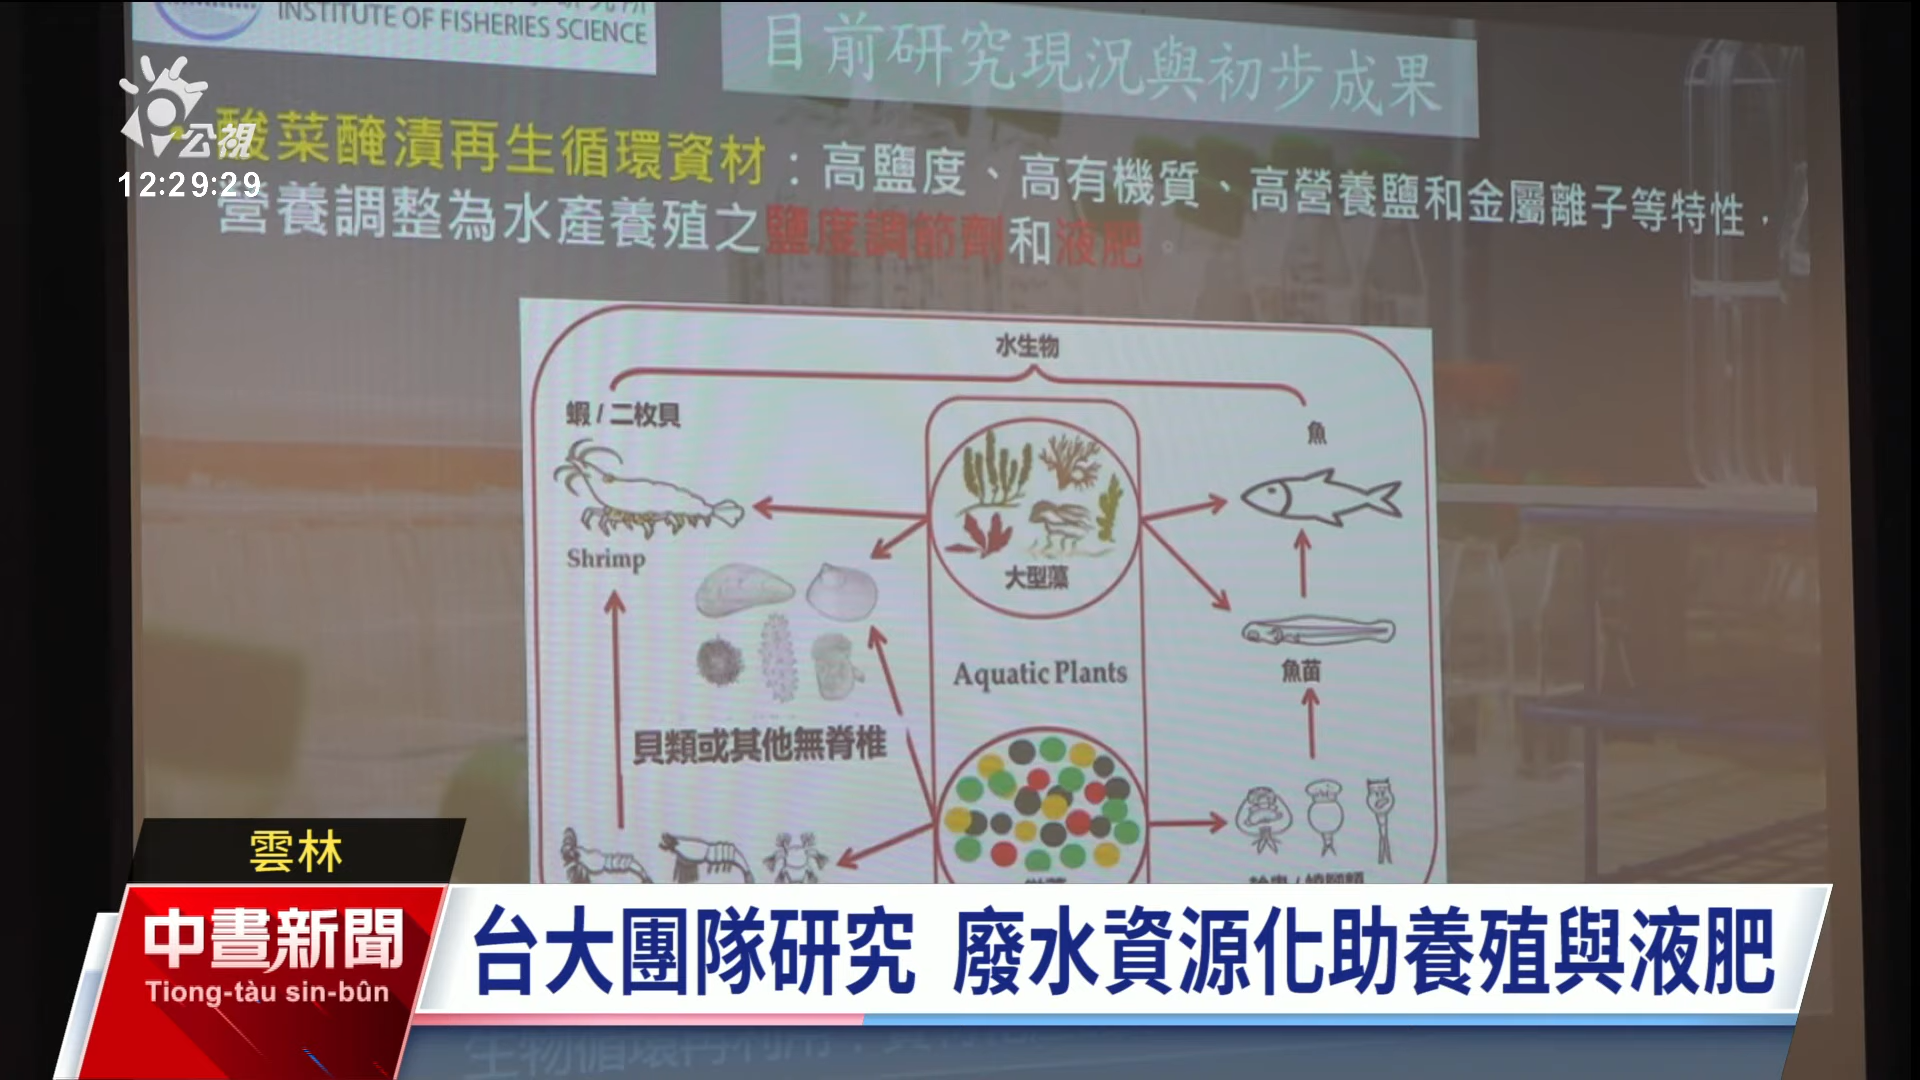 INSTITUTE OF FISHERIES SCIENCE
目前研究現況與初步成果
公視
12:29:29
酸菜醃漬再生循環資材：高鹽度、高有機質、高營養鹽和金屬離子等特性，
營養調整為水產養殖之鹽度調節劑和液肥。
水生物
蝦 / 二枚貝
魚
Shrimp
大型藻
Aquatic Plants
魚苗
貝類或其他無脊椎
雲林
中晝新聞
Tiong-tàu sin-bûn
台大團隊研究 廢水資源化助養殖與液肥